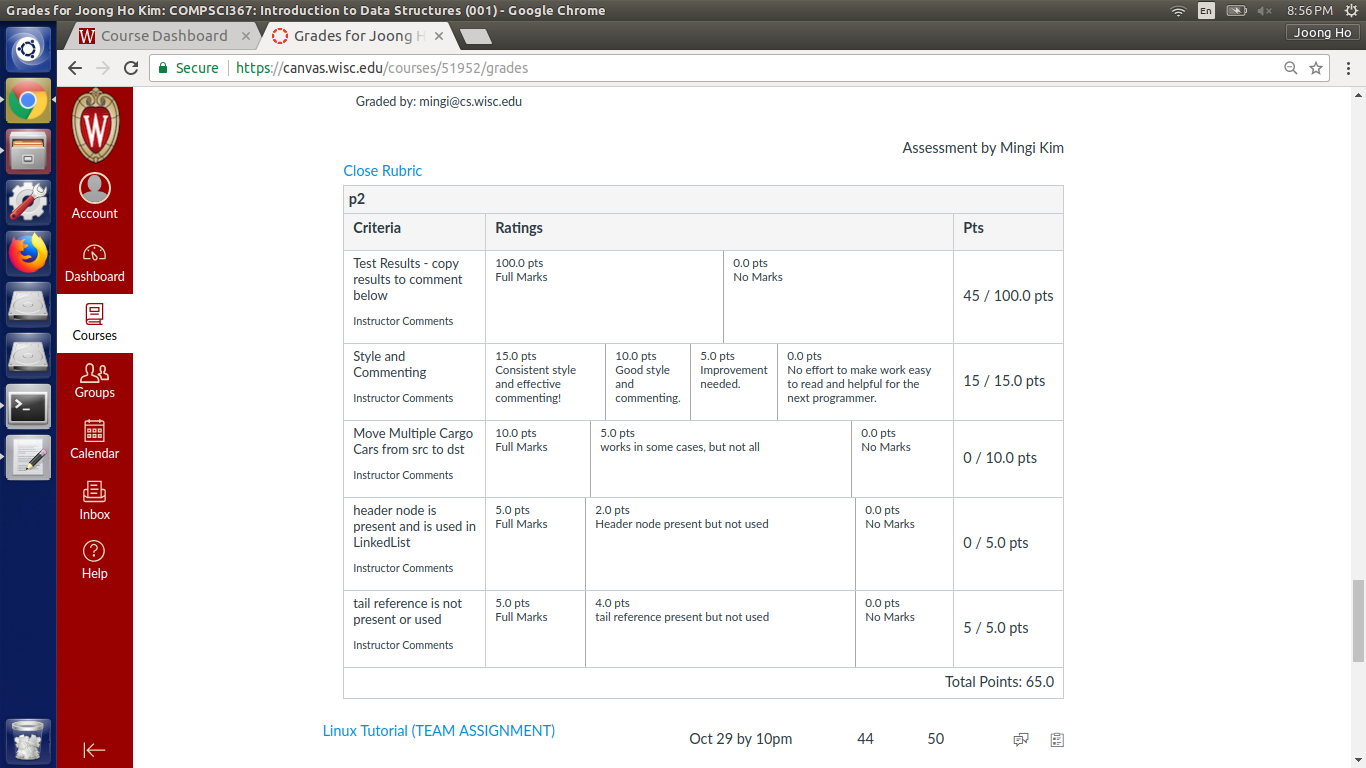 Grades for Joong Ho Kim: COMPSCI367: Introduction to Data Structures (001) - Google Chrome
En
8:56 PM
Course Dashboard
Grades for Joong H
Joong Ho
Secure
https://canvas.wisc.edu/courses/51952/grades
W
Account
Dashboard
Courses
Groups
Calendar
Inbox
Help
Graded by: mingi@cs.wisc.edu
Assessment by Mingi Kim
Close Rubric
p2
Criteria
Ratings
Pts
Test Results - copy
results to comment
below
Instructor Comments
100.0 pts
Full Marks
0.0 pts
No Marks
45 / 100.0 pts
Style and
Commenting
Instructor Comments
15.0 pts
Consistent style
and effective
commenting!
10.0 pts
Good style
and
commenting.
5.0 pts
Improvement
needed.
0.0 pts
No effort to make work easy
to read and helpful for the
next programmer.
15 / 15.0 pts
Move Multiple Cargo
Cars from src to dst
Instructor Comments
10.0 pts
Full Marks
5.0 pts
works in some cases, but not all
0.0 pts
No Marks
0 / 10.0 pts
header node is
present and is used in
LinkedList
Instructor Comments
5.0 pts
Full Marks
2.0 pts
Header node present but not used
0.0 pts
No Marks
0 / 5.0 pts
tail reference is not
present or used
Instructor Comments
5.0 pts
Full Marks
4.0 pts
tail reference present but not used
0.0 pts
No Marks
5 / 5.0 pts
Total Points: 65.0
Linux Tutorial (TEAM ASSIGNMENT)
Oct 29 by 10pm
44
50